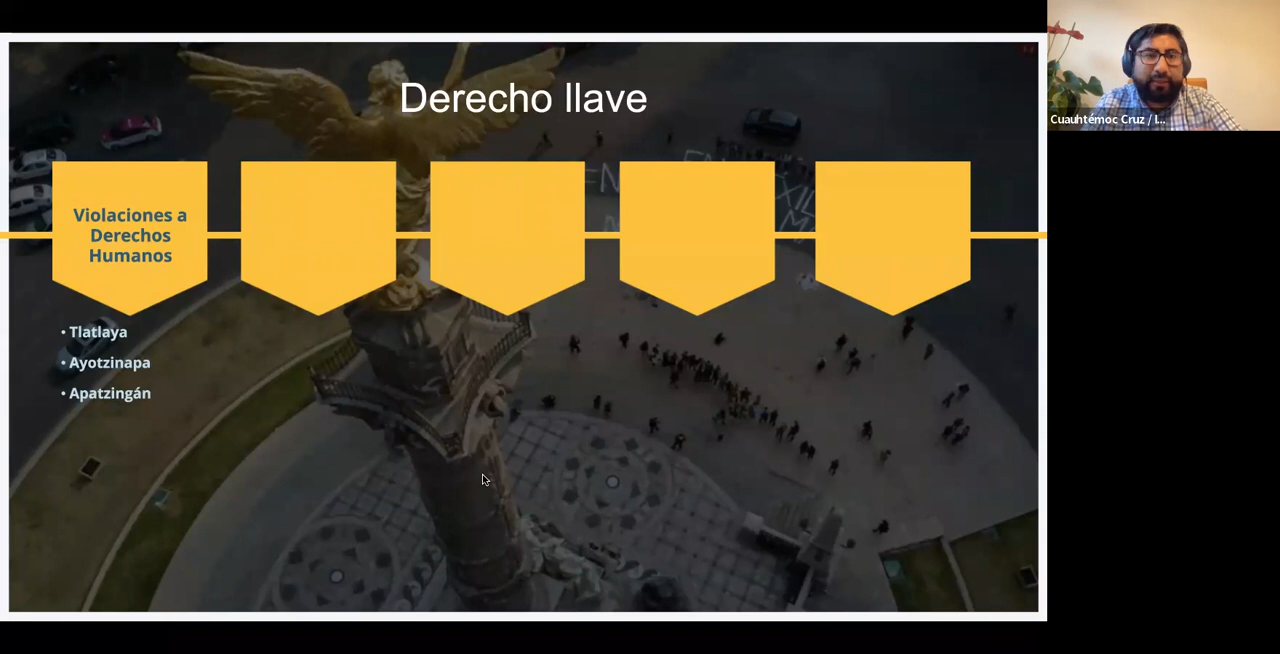 Derecho llave
Violaciones a
Derechos
Humanos
• Tlatlaya
• Ayotzinapa
• Apatzingán
Cuauhtémoc Cruz / I...